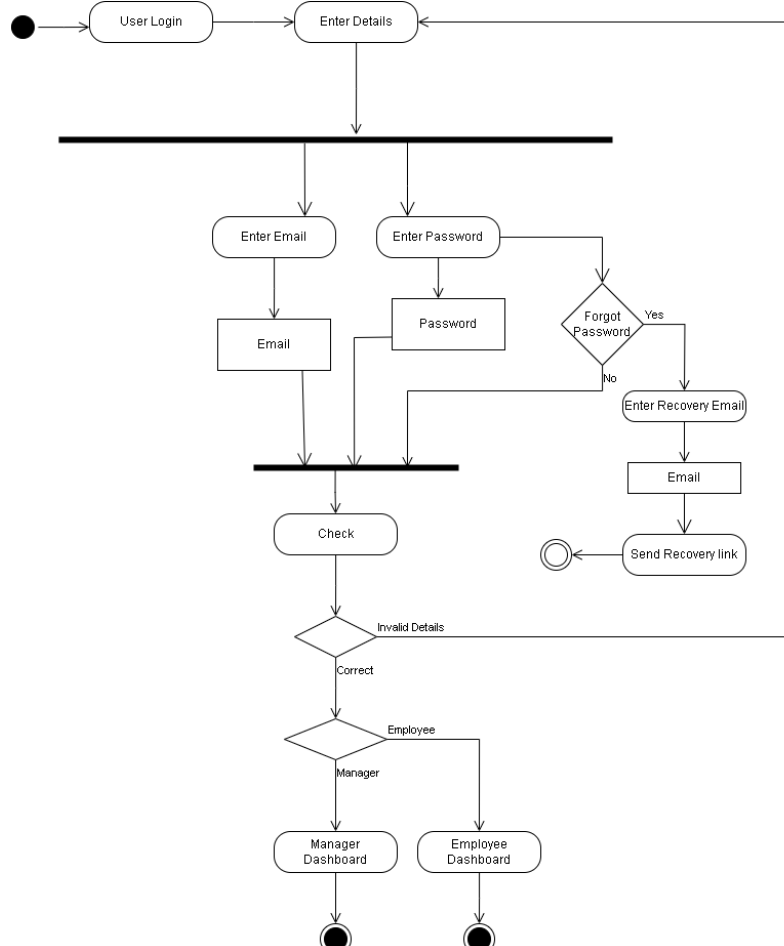 User Login
Enter Details
Enter Email
Enter Password
Email
Password
Forgot
Password
Yes
No
Enter Recovery Email
Email
Send Recovery link
Check
Invalid Details
Correct
Employee
Manager
Manager
Dashboard
Employee
Dashboard